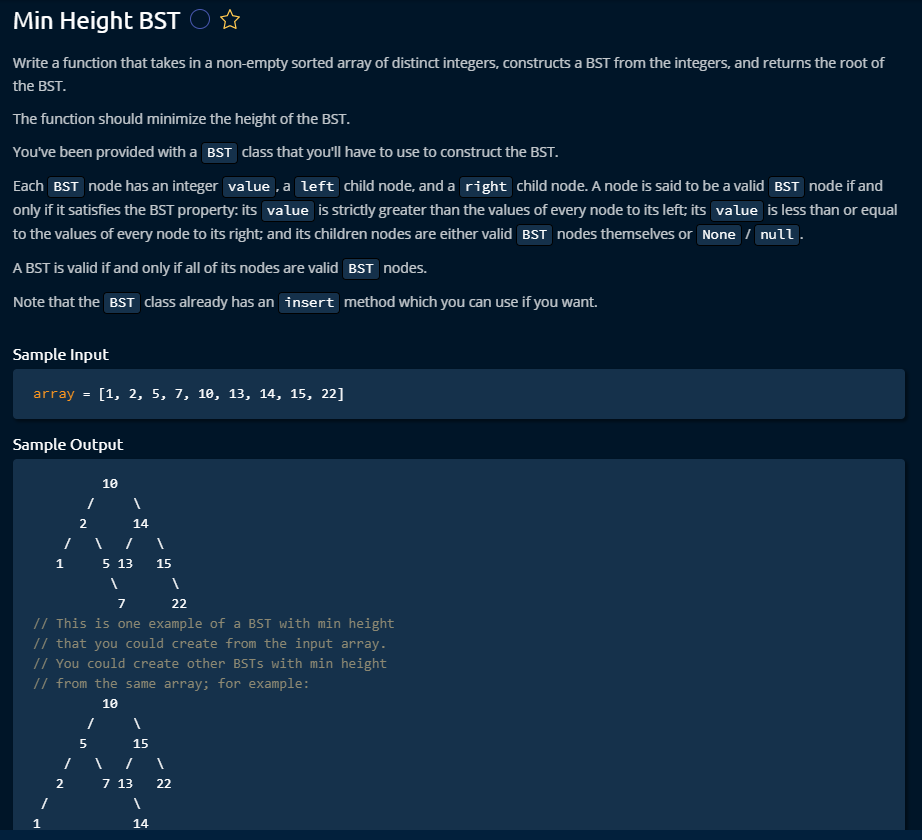 Min Height BST
Write a function that takes in a non-empty sorted array of distinct integers, constructs a BST from the integers, and returns the root of
the BST.
The function should minimize the height of the BST.
You've been provided with a BST class that you'll have to use to construct the BST.
Each BST node has an integer value, a left child node, and a right child node. A node is said to be a valid BST node if and
only if it satisfies the BST property: its value is strictly greater than the values of every node to its left; its value is less than or equal
to the values of every node to its right; and its children nodes are either valid BST nodes themselves or None / null.
A BST is valid if and only if all of its nodes are valid BST nodes.
Note that the BST class already has an insert method which you can use if you want.
Sample Input
array = [1, 2, 5, 7, 10, 13, 14, 15, 22]
Sample Output
         10
       /     \
      2      14
    /   \   /   \
   1     5 13   15
          \       \
           7      22
// This is one example of a BST with min height
// that you could create from the input array.
// You could create other BSTs with min height
// from the same array; for example:
         10
       /     \
      5      15
    /   \   /   \
   2     7 13   22
 /           \
1            14